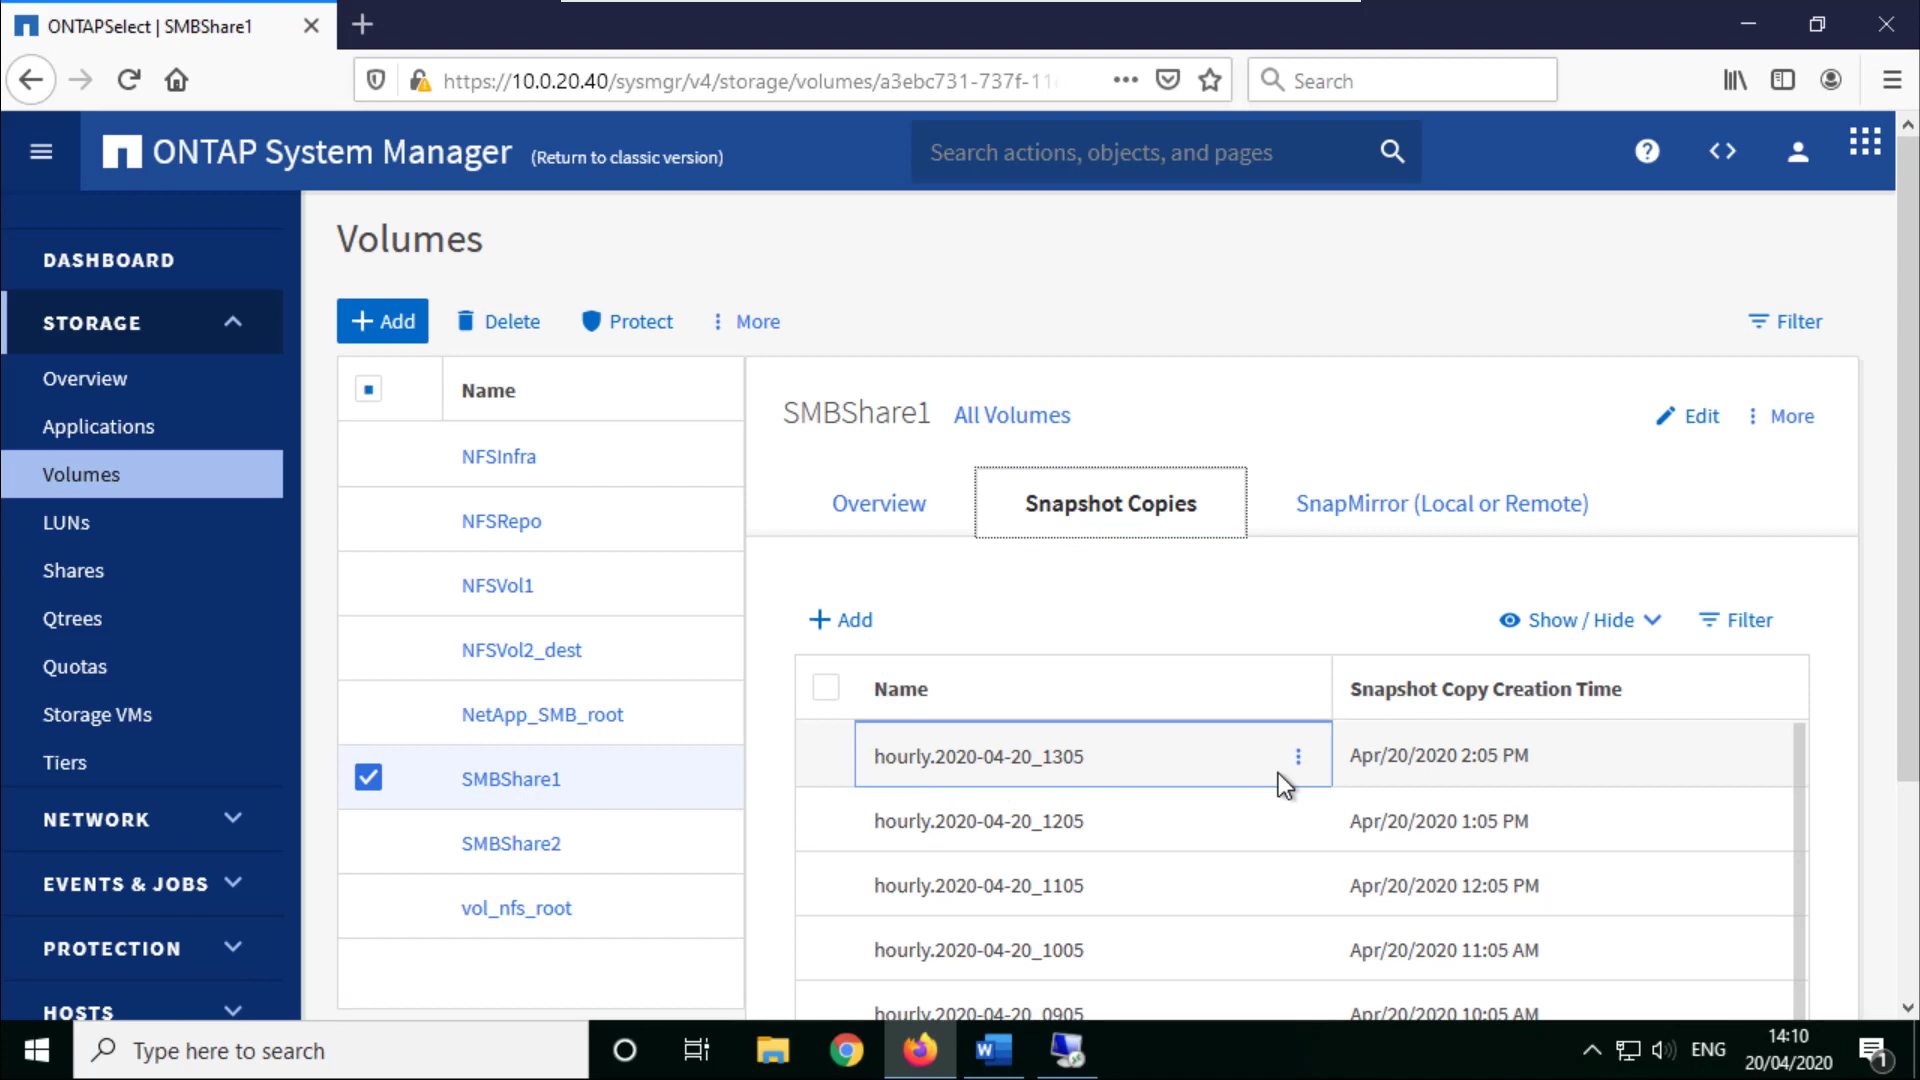 ONTAPSelect | SMBShare1
https://10.0.20.40/sysmgr/v4/storage/volumes/a3ebc731-737f-11
Search
ONTAP System Manager (Return to classic version)
Search actions, objects, and pages
DASHBOARD
STORAGE
Overview
Applications
Volumes
LUNs
Shares
Qtrees
Quotas
Storage VMs
Tiers
NETWORK
EVENTS & JOBS
PROTECTION
HOSTS
Volumes
Add Delete Protect More Filter
Name
NFSInfra
NFSRepo
NFSVol1
NFSVol2_dest
NetApp_SMB_root
SMBShare1
SMBShare2
vol_nfs_root
SMBShare1 All Volumes Edit More
Overview Snapshot Copies SnapMirror (Local or Remote)
Add Show / Hide Filter
Name Snapshot Copy Creation Time
hourly.2020-04-20_1305 Apr/20/2020 2:05 PM
hourly.2020-04-20_1205 Apr/20/2020 1:05 PM
hourly.2020-04-20_1105 Apr/20/2020 12:05 PM
hourly.2020-04-20_1005 Apr/20/2020 11:05 AM
hourly.2020-04-20_0905 Apr/20/2020 10:05 AM
Type here to search
ENG
14:10
20/04/2020
1